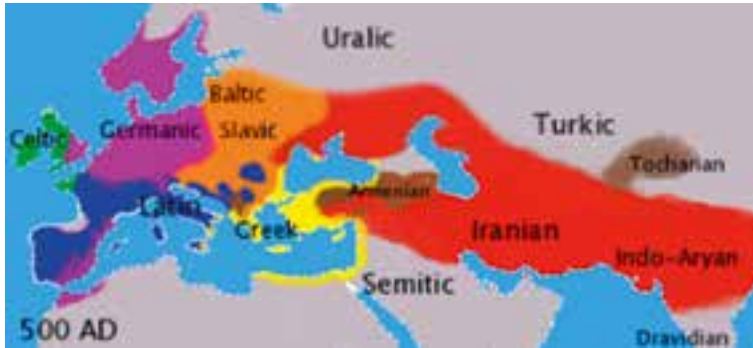 Uralic
Baltic
Celtic
Germanic
Slavic
Turkic
Tocharian
Armenian
Latin
Greek
Iranian
Indo-Aryan
Semitic
500 AD
Dravidian